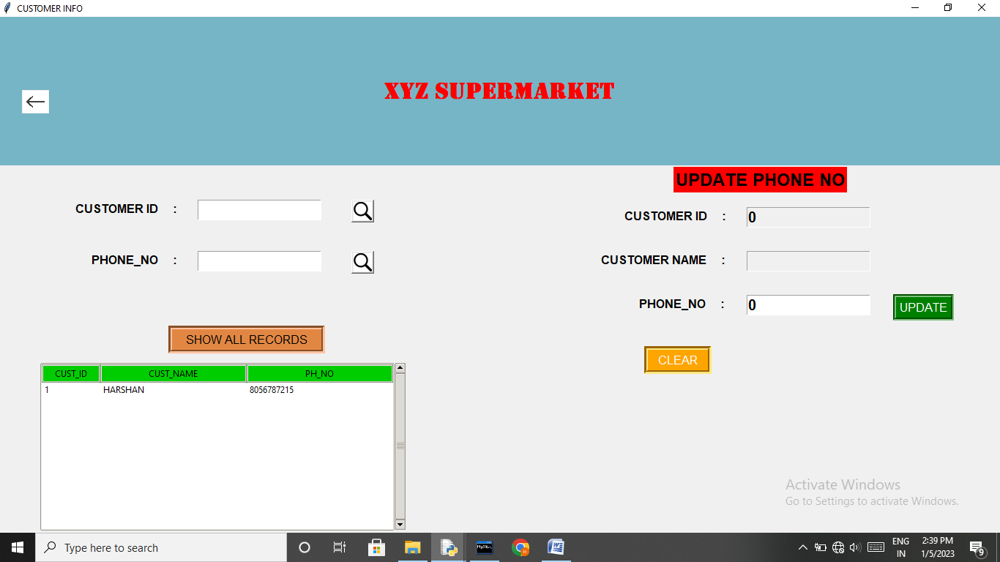 CUSTOMER INFO
XYZ SUPERMARKET
UPDATE PHONE NO
CUSTOMER ID :
PHONE_NO :
SHOW ALL RECORDS
CUST_ID CUST_NAME PH_NO
1 HARSHAN 8056787215
CUSTOMER ID : 0
CUSTOMER NAME :
PHONE_NO : 0 UPDATE
CLEAR
Activate Windows
Go to Settings to activate Windows.
Type here to search
MySQL
W
ENG
IN
2:39 PM
1/5/2023
9